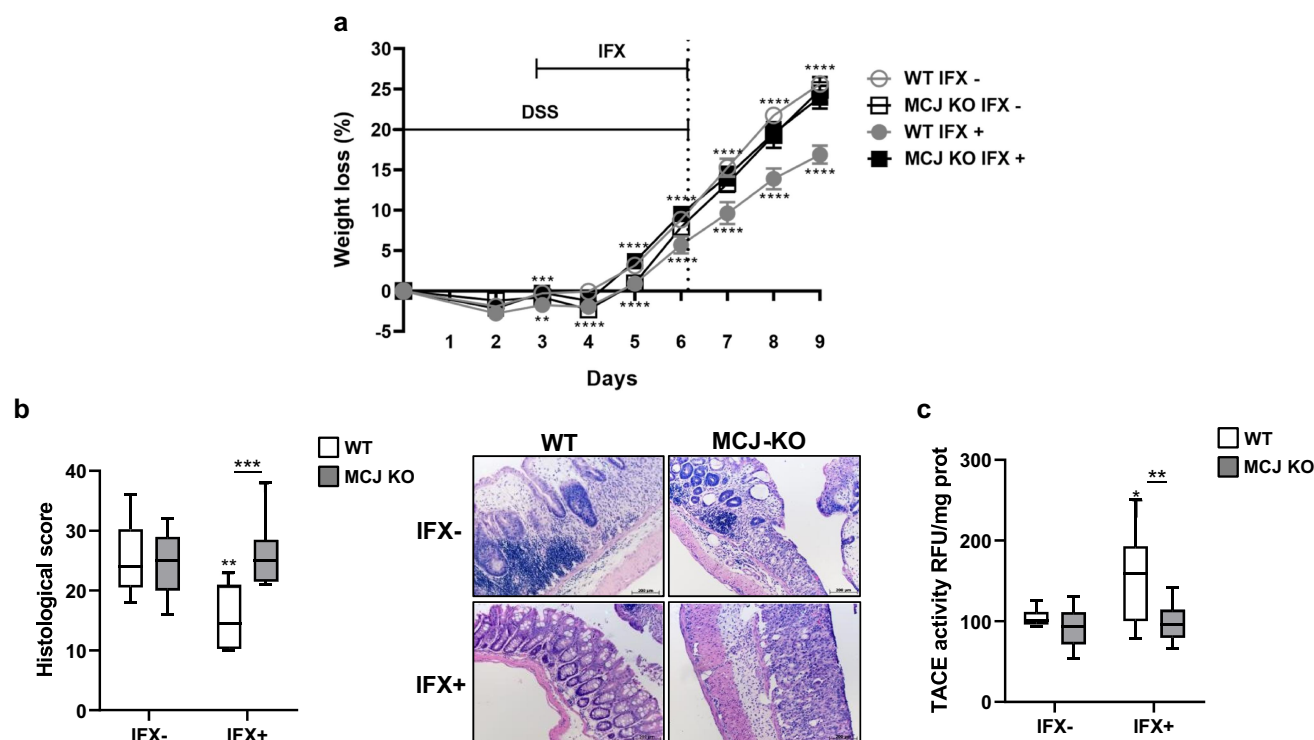 a
Weight loss (%)
30
25
20
15
10
5
0
-5
IFX
DSS
***
**
****
****
****
****
****
****
****
****
****
****
****
1 2 3 4 5 6 7 8 9
Days
WT IFX -
MCJ KO IFX -
WT IFX +
MCJ KO IFX +
b
Histological score
40
30
20
10
0
**
***
IFX- IFX+
WT
MCJ KO
WT MCJ-KO
IFX-
IFX+
c
TACE activity RFU/mg prot
300
200
100
0
*
**
IFX- IFX+
WT
MCJ KO